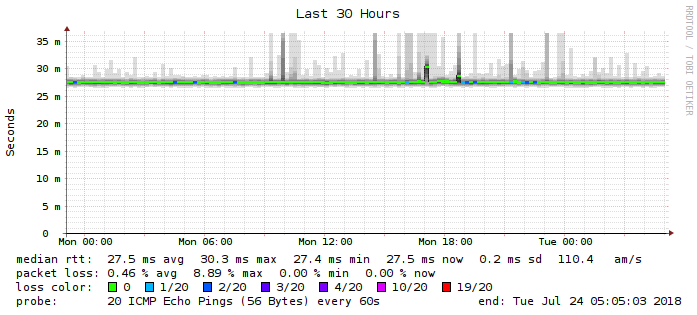 Last 30 Hours
RRDTOOL / TOBI OETIKER
Seconds
35 m
30 m
25 m
20 m
15 m
10 m
5 m
0
Mon 00:00 Mon 06:00 Mon 12:00 Mon 18:00 Tue 00:00
median rtt: 27.5 ms avg 30.3 ms max 27.4 ms min 27.5 ms now 0.2 ms sd 110.4 am/s
packet loss: 0.46 % avg 8.89 % max 0.00 % min 0.00 % now
loss color: 0 1/20 2/20 3/20 4/20 10/20 19/20
probe: 20 ICMP Echo Pings (56 Bytes) every 60s end: Tue Jul 24 05:05:03 2018